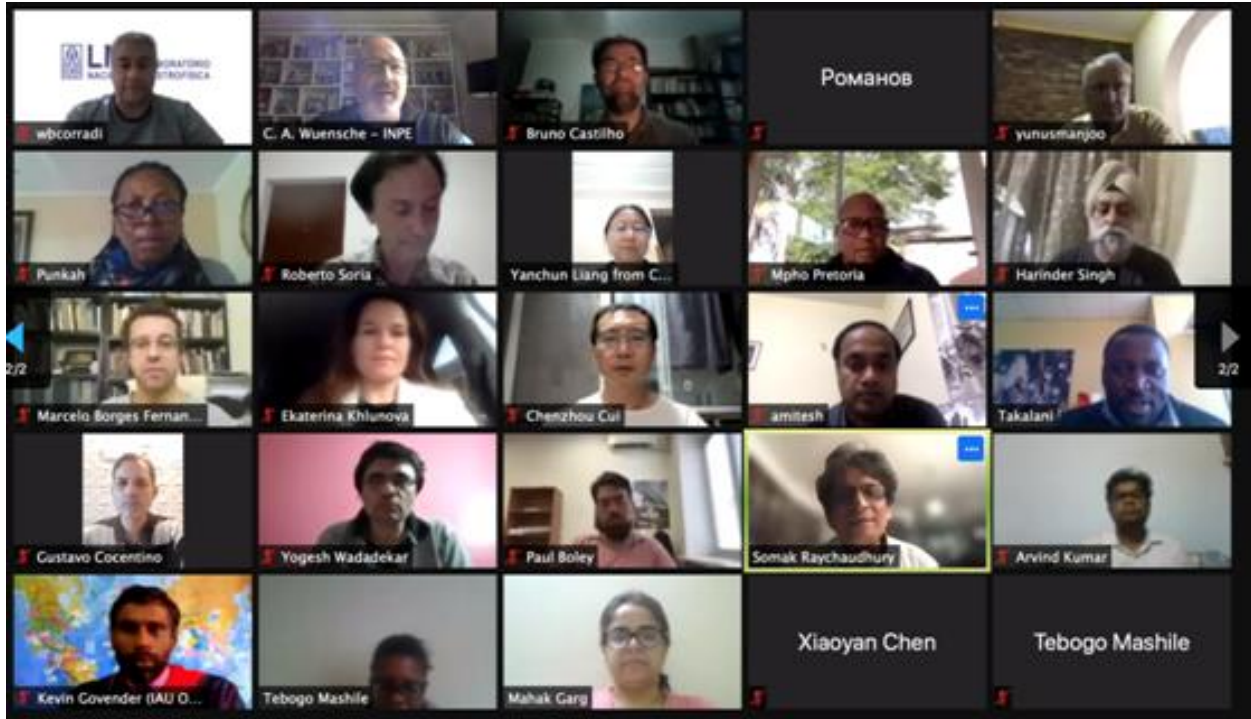 wbcorradi
C. A. Wuensche – INPE
Bruno Castilho
Романов
yunusmanjoo
Punkah
Roberto Soria
Yanchun Liang from C...
Mpho Pretoria
Harinder Singh
2/2
Marcelo Borges Fernan...
Ekaterina Khlunova
Chenzhou Cui
amitesh
Takalani
2/2
Gustavo Cocentino
Yogesh Wadadekar
Paul Boley
Somak Raychaudhury
Arvind Kumar
Kevin Govender (IAU O...
Tebogo Mashile
Mahak Garg
Xiaoyan Chen
Tebogo Mashile